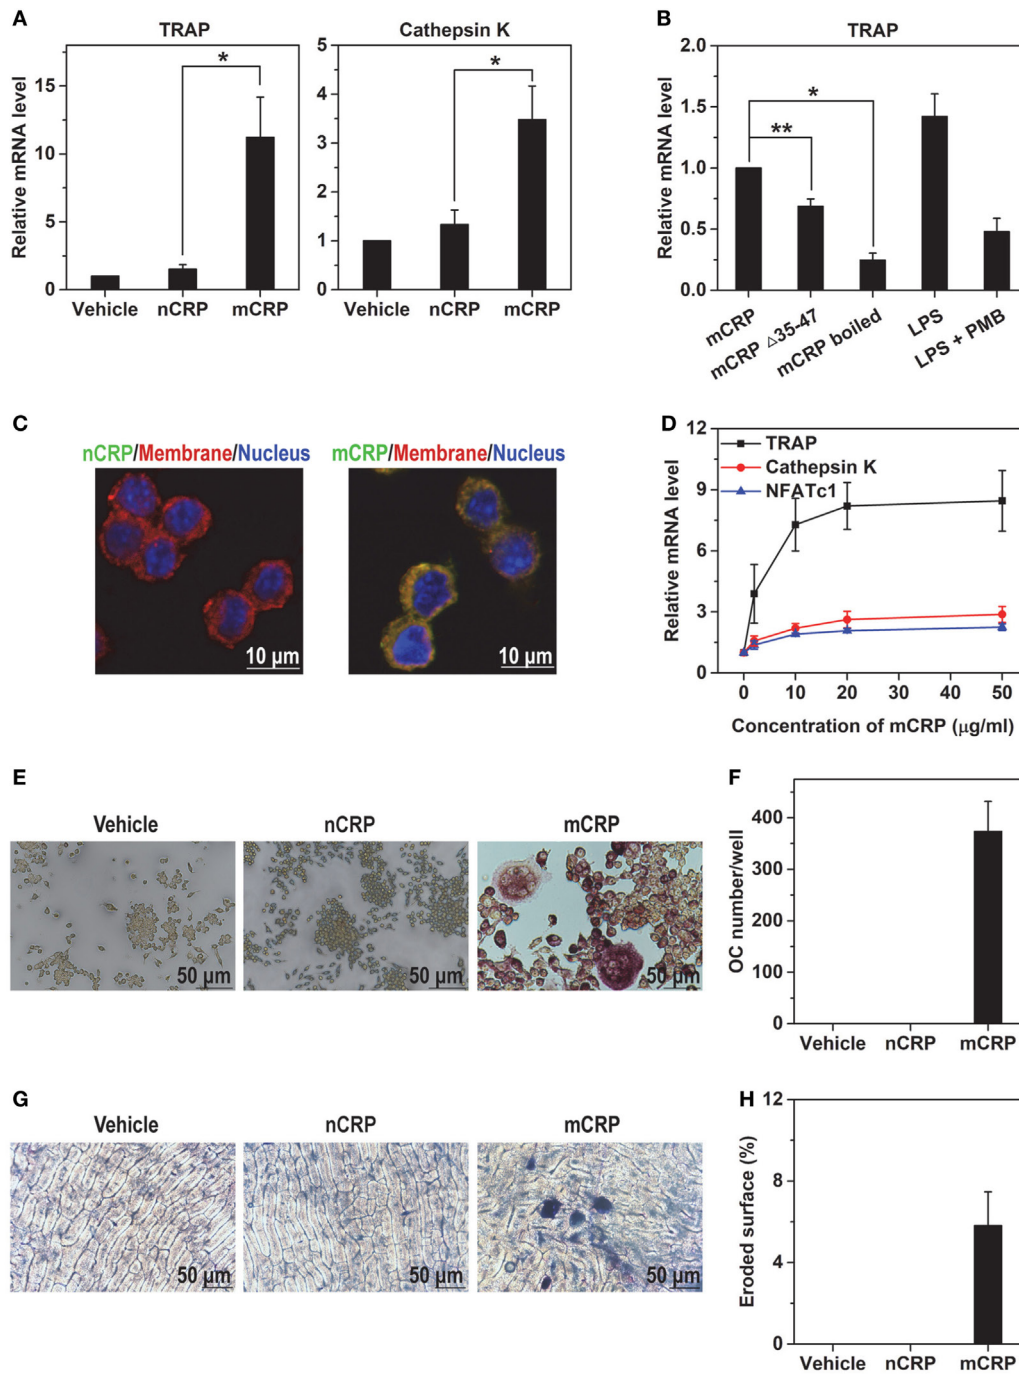 A
TRAP
Relative mRNA level
15
10
5
0
*
Vehicle nCRP mCRP
Cathepsin K
5
4
3
2
1
0
*
Vehicle nCRP mCRP
B
TRAP
Relative mRNA level
2.0
1.5
1.0
0.5
0.0
*
**
mCRP
mCRP △35-47
mCRP boiled
LPS
LPS + PMB
C
nCRP/Membrane/Nucleus
10 µm
mCRP/Membrane/Nucleus
10 µm
D
TRAP
Cathepsin K
NFATc1
Relative mRNA level
12
9
6
3
0
0 10 20 30 40 50
Concentration of mCRP (µg/ml)
E
Vehicle
50 µm
nCRP
50 µm
mCRP
50 µm
F
OC number/well
400
300
200
100
0
Vehicle nCRP mCRP
G
Vehicle
50 µm
nCRP
50 µm
mCRP
50 µm
H
Eroded surface (%)
12
8
4
0
Vehicle nCRP mCRP